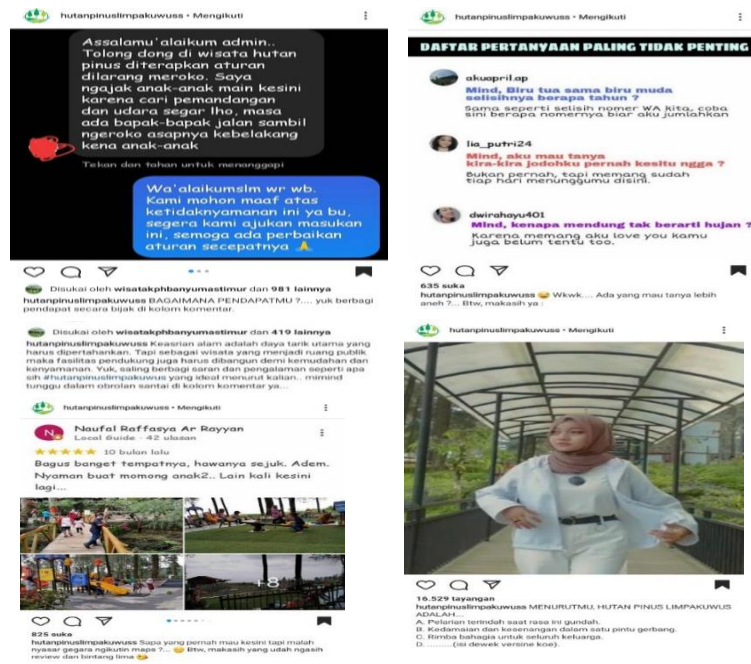 hutanpinuslimpakuwuss • Mengikuti
Assalamu'alaikum admin..
Tolong dong di wisata hutan
pinus diterapkan aturan
dilarang meroko. Saya
ngajak anak-anak main kesini
karena cari pemandangan
dan udara segar lho, masa
ada bapak-bapak jalan sambil
ngeroko asapnya kebelakang
kena anak-anak
Tekan dan tahan untuk menanggapi
Wa'alaikumslm wr wb.
Kami mohon maaf atas
ketidaknyamanan ini ya bu,
segera kami ajukan masukan
ini, semoga ada perbaikan
aturan secepatnya 🙏
Disukai oleh wisatakphbanyumastimur dan 981 lainnya
hutanpinuslimpakuwuss BAGAIMANA PENDAPATMU ?.... yuk berbagi
pendapat secara bijak di kolom komentar.
Disukai oleh wisatakphbanyumastimur dan 419 lainnya
hutanpinuslimpakuwuss Keasrian alam adalah daya tarik utama yang
harus dipertahankan. Tapi sebagai wisata yang menjadi ruang publik
maka fasilitas pendukung juga harus dibangun demi kemudahan dan
kenyamanan. Yuk, saling berbagi saran dan pengalaman seperti apa
sih #hutanpinuslimpakuwus yang ideal menurut kalian.. mimind
tunggu dalam obrolan santai di kolom komentar ya...
hutanpinuslimpakuwuss • Mengikuti
N
Naufal Raffasya Ar Rayyan
Local Guide · 42 ulasan
10 bulan lalu
Bagus banget tempatnya, hawanya sejuk. Adem.
Nyaman buat momong anak2.. Lain kali kesini
lagi...
+8
825 suka
hutanpinuslimpakuwuss Sapa yang pernah mau kesini tapi malah
nyasar gegara ngikutin maps ?... 😄 Btw, makasih yang udah ngasih
review dan bintang lima 😘
hutanpinuslimpakuwuss • Mengikuti
DAFTAR PERTANYAAN PALING TIDAK PENTING
akuapril.ap
Mind, Biru tua sama biru muda
selisihnya berapa tahun ?
Sama seperti selisih nomer WA kita, coba
sini berapa nomernya biar aku jumlahkan
lia_putri24
Mind, aku mau tanya
kira-kira jodohku pernah kesitu ngga ?
Bukan pernah, tapi memang sudah
tiap hari menunggumu disini.
dwirahayu401
Mind, kenapa mendung tak berarti hujan ?
Karena memang aku love you kamu
juga belum tentu too.
635 suka
hutanpinuslimpakuwuss 😄 Wkwk.... Ada yang mau tanya lebih
aneh ?... Btw, makasih ya :
hutanpinuslimpakuwuss • Mengikuti
16.529 tayangan
hutanpinuslimpakuwuss MENURUTMU, HUTAN PINUS LIMPAKUWUS
ADALAH...
A. Pelarian terindah saat rasa ini gundah.
B. Kedamaian dan kesenangan dalam satu pintu gerbang.
C. Rimba bahagia untuk seluruh keluarga.
D. .........(isi dewek versine koe).